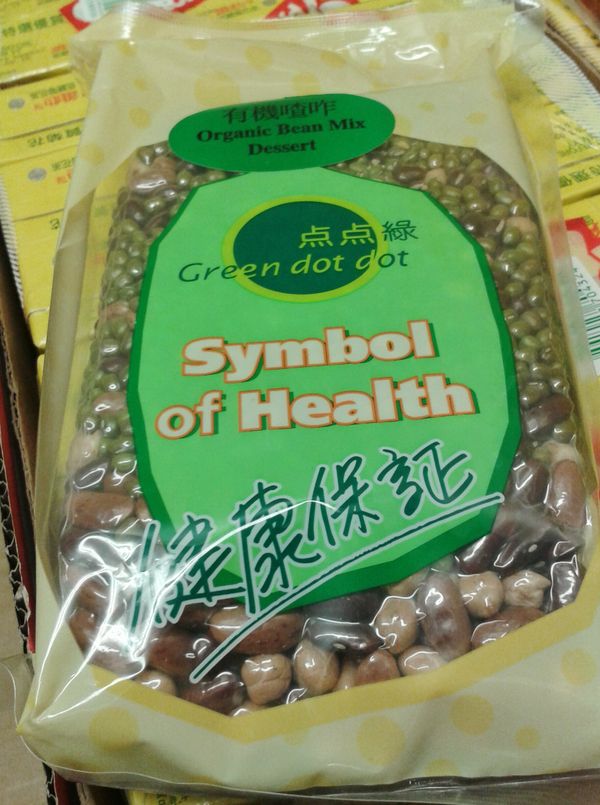 有機喳咋
Organic Bean Mix
Dessert
点点綠
Green dot dot
Symbol
of Health
健康保証